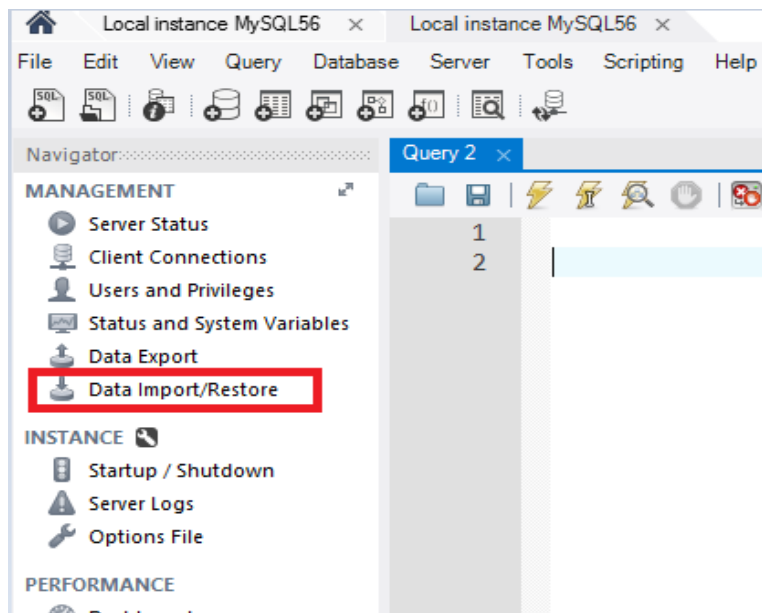 Local instance MySQL56 × Local instance MySQL56 ×
File Edit View Query Database Server Tools Scripting Help
SQL SQL
Navigator Query 2 ×
MANAGEMENT
Server Status 1
Client Connections 2
Users and Privileges
Status and System Variables
Data Export
Data Import/Restore
INSTANCE
Startup / Shutdown
Server Logs
Options File
PERFORMANCE